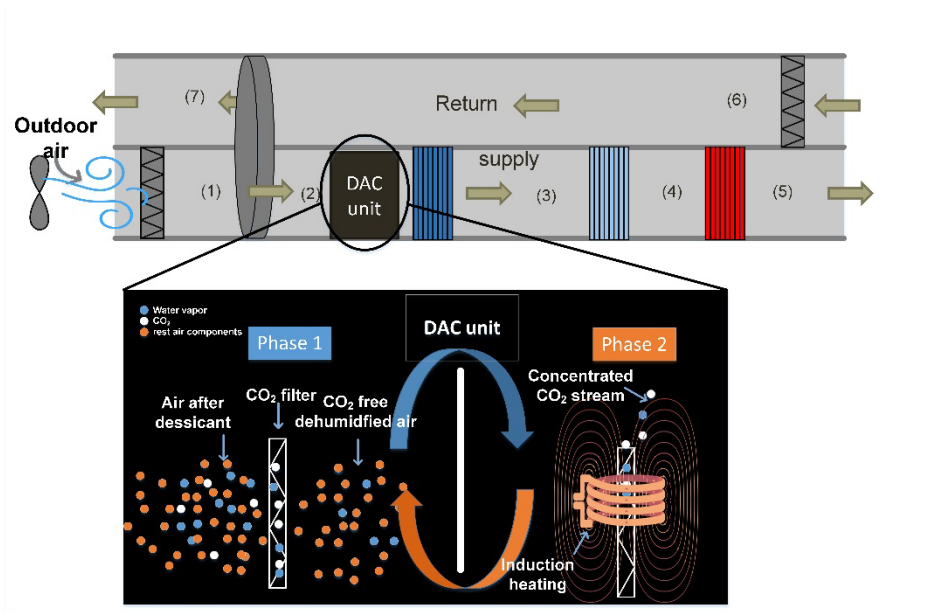 (7)
Return
(6)
Outdoor
air
supply
(1)
(2)
DAC
unit
(3)
(4)
(5)
Water vapor
CO₂
rest air components
Phase 1
DAC unit
Phase 2
Air after
dessicant
CO₂ filter
CO₂ free
dehumidfied air
Concentrated
CO₂ stream
Induction
heating